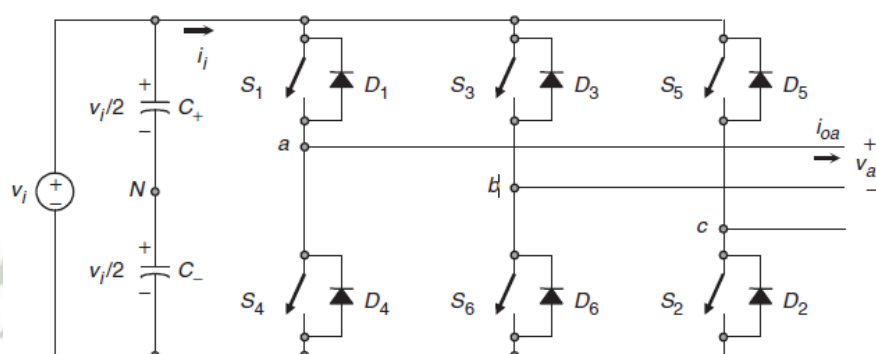 i_i
+
v_i/2 C_+
−
S_1 D_1
S_3 D_3
S_5 D_5
a
i_oa
+
v_a
−
v_i
+
−
N
b
c
+
v_i/2 C_−
−
S_4 D_4
S_6 D_6
S_2 D_2